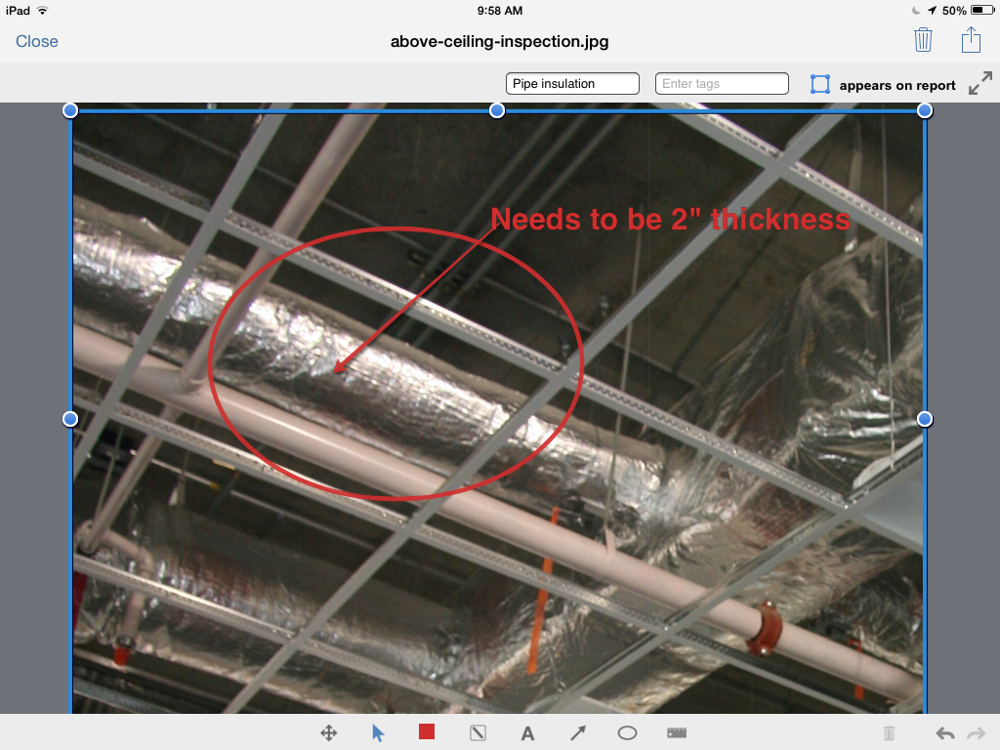 iPad 9:58 AM 50%
Close above-ceiling-inspection.jpg
Pipe insulation Enter tags appears on report
Needs to be 2" thickness
A